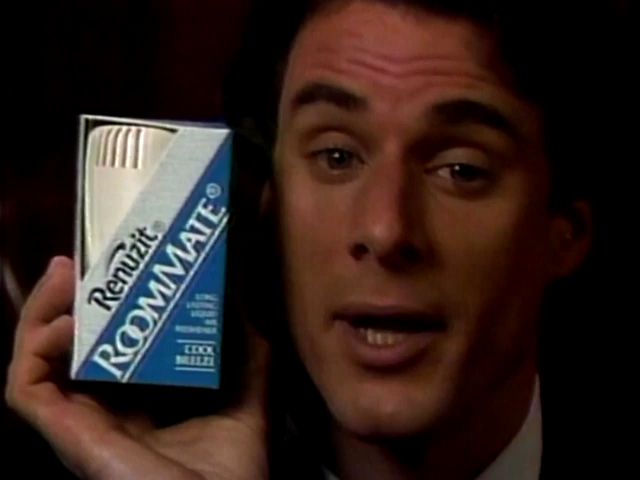 Renuzit®
ROOMMATE®
LONG
LASTING
LIQUID
AIR
FRESHENER
COOL
BREEZE